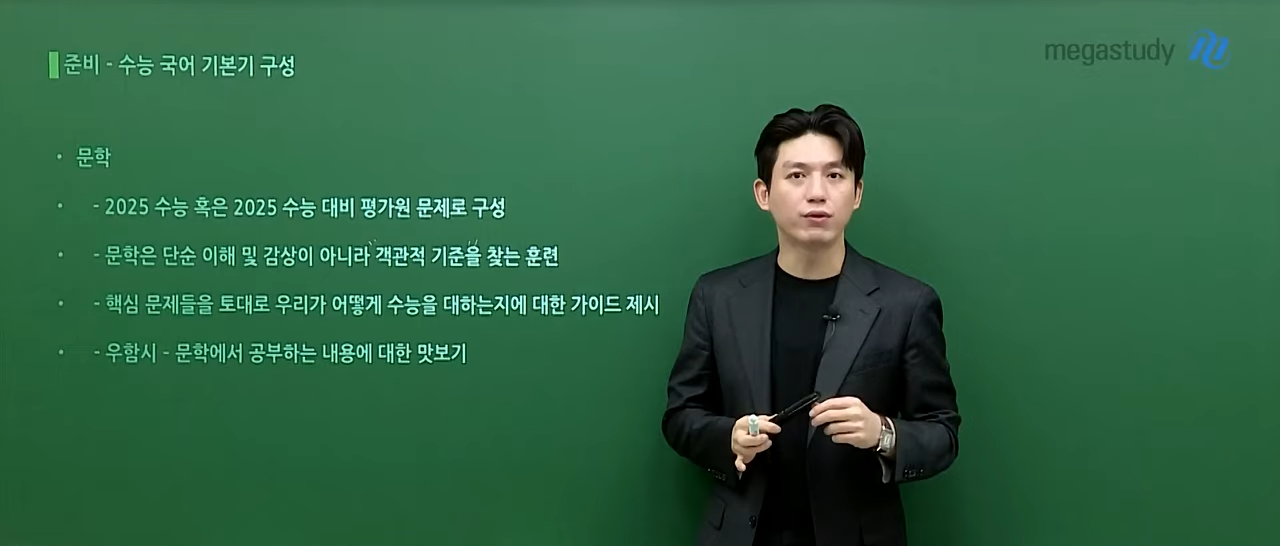 준비 - 수능 국어 기본기 구성
megastudy
• 문학
• - 2025 수능 혹은 2025 수능 대비 평가원 문제로 구성
• - 문학은 단순 이해 및 감상이 아니라 객관적 기준을 찾는 훈련
• - 핵심 문제들을 토대로 우리가 어떻게 수능을 대하는지에 대한 가이드 제시
• - 우함시 - 문학에서 공부하는 내용에 대한 맛보기